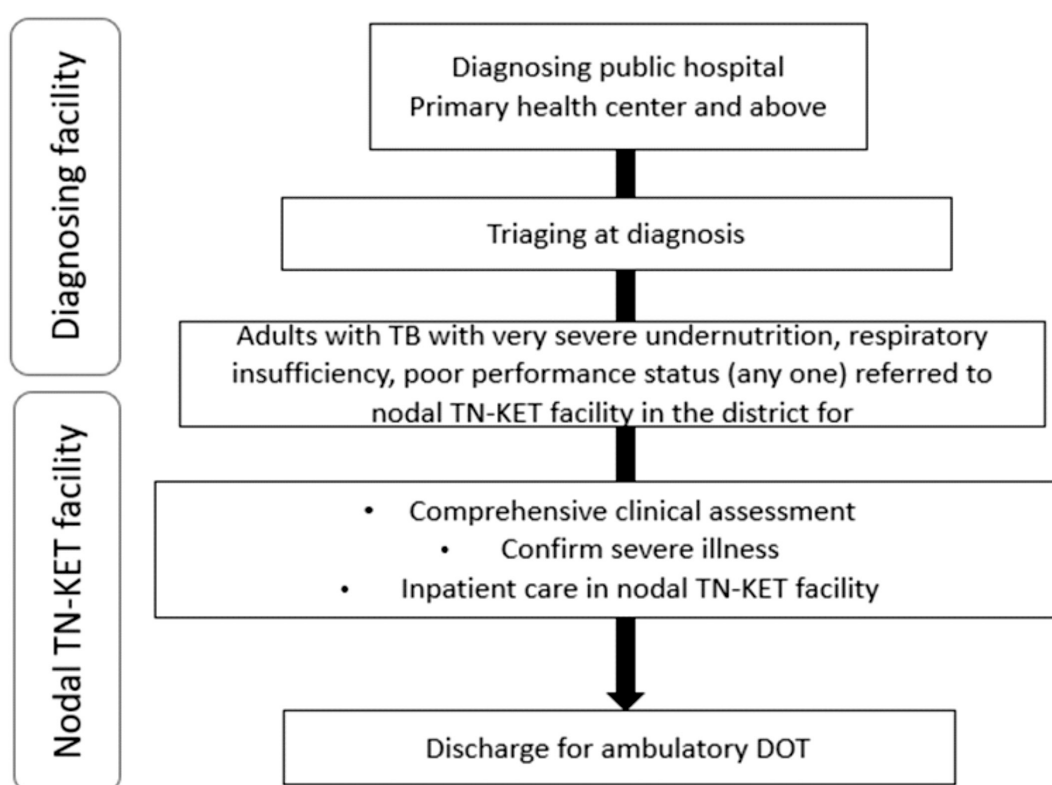 Diagnosing facility
Diagnosing public hospital
Primary health center and above
Triaging at diagnosis
Adults with TB with very severe undernutrition, respiratory
insufficiency, poor performance status (any one) referred to
nodal TN-KET facility in the district for
Nodal TN-KET facility
• Comprehensive clinical assessment
• Confirm severe illness
• Inpatient care in nodal TN-KET facility
Discharge for ambulatory DOT